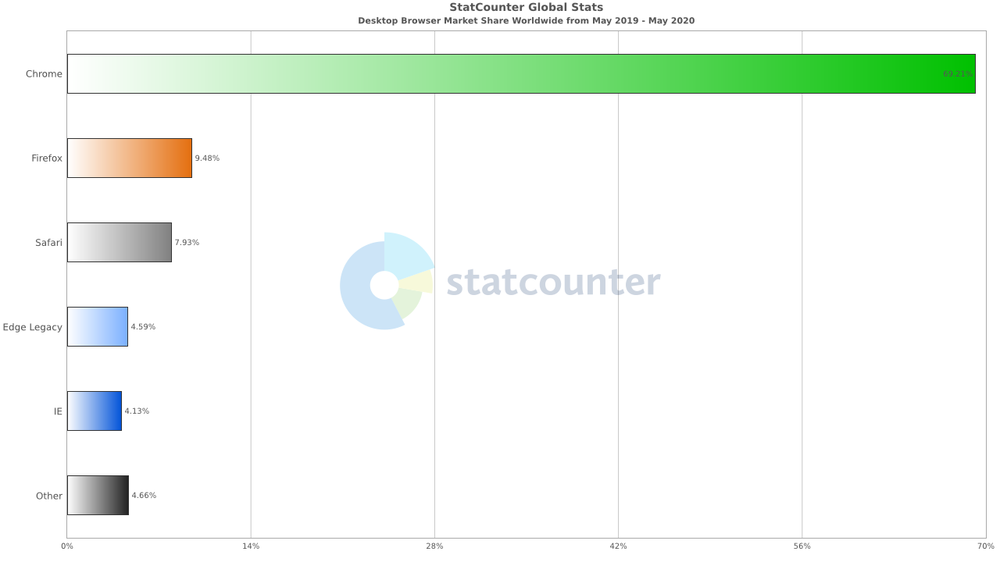 StatCounter Global Stats
Desktop Browser Market Share Worldwide from May 2019 - May 2020
Chrome 69.21%
Firefox 9.48%
Safari 7.93%
statcounter
Edge Legacy 4.59%
IE 4.13%
Other 4.66%
0% 14% 28% 42% 56% 70%